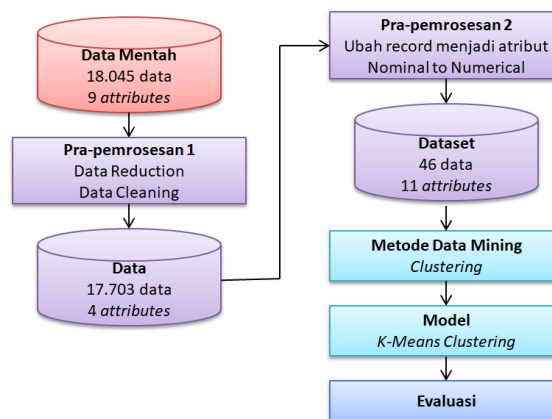 Data Mentah
18.045 data
9 attributes
Pra-pemrosesan 1
Data Reduction
Data Cleaning
Data
17.703 data
4 attributes
Pra-pemrosesan 2
Ubah record menjadi atribut
Nominal to Numerical
Dataset
46 data
11 attributes
Metode Data Mining
Clustering
Model
K-Means Clustering
Evaluasi